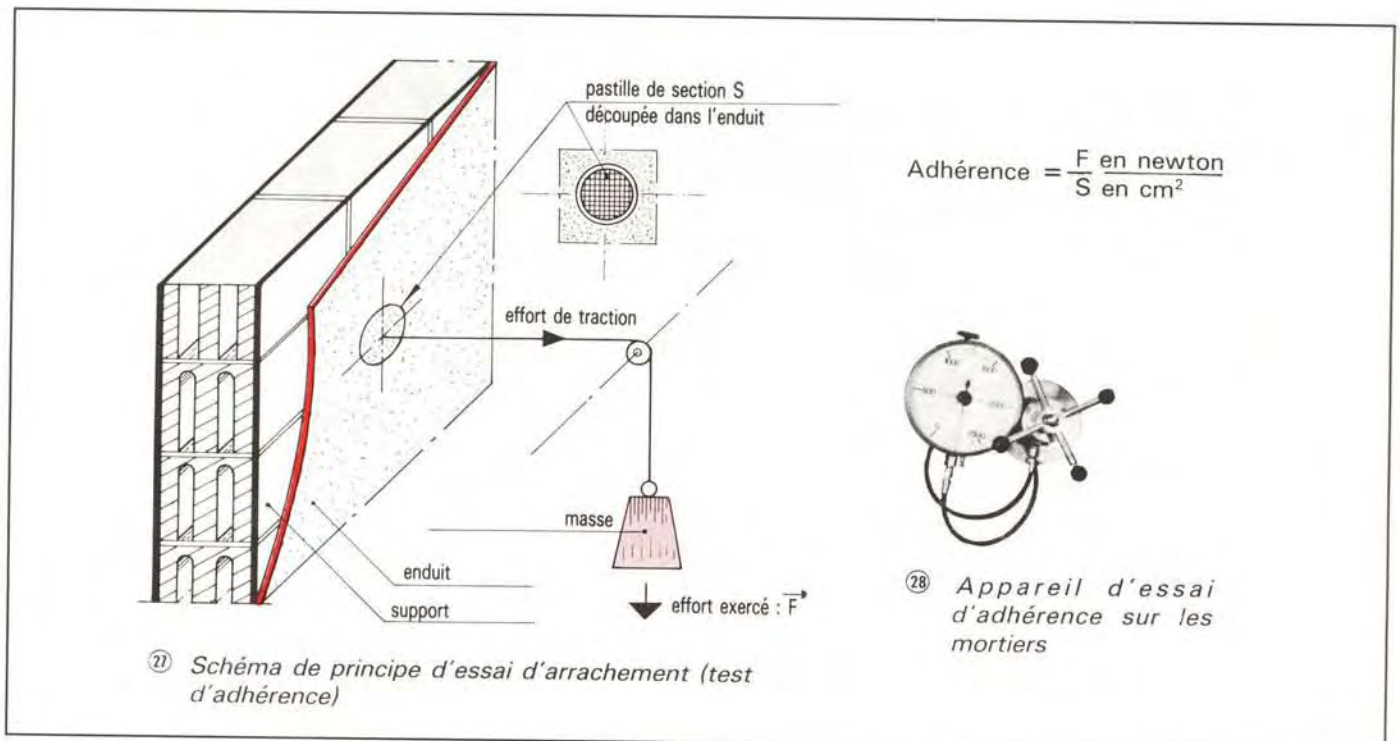 pastille de section S
découpée dans l'enduit
effort de traction
masse
enduit
support
effort exercé : F
㉗ Schéma de principe d'essai d'arrachement (test
d'adhérence)
Adhérence = F en newton
S en cm²
㉘ Appareil d'essai
d'adhérence sur les
mortiers